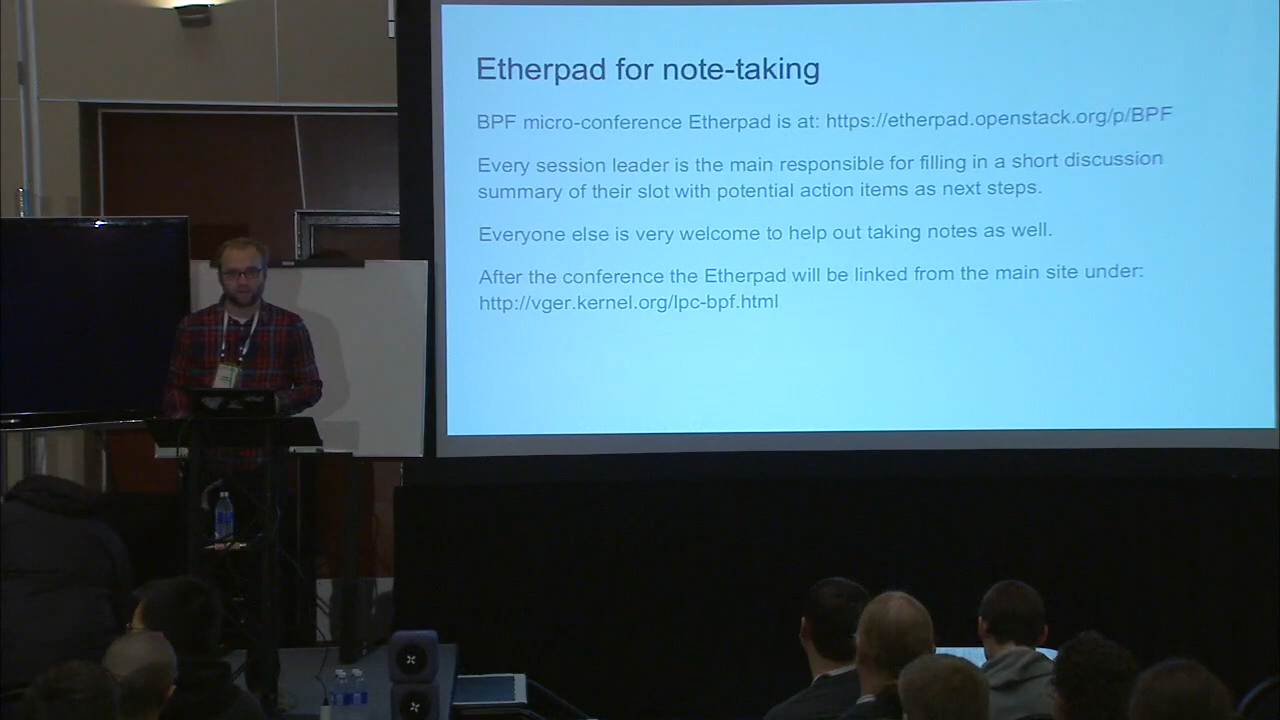 Etherpad for note-taking
BPF micro-conference Etherpad is at: https://etherpad.openstack.org/p/BPF
Every session leader is the main responsible for filling in a short discussion
summary of their slot with potential action items as next steps.
Everyone else is very welcome to help out taking notes as well.
After the conference the Etherpad will be linked from the main site under:
http://vger.kernel.org/lpc-bpf.html